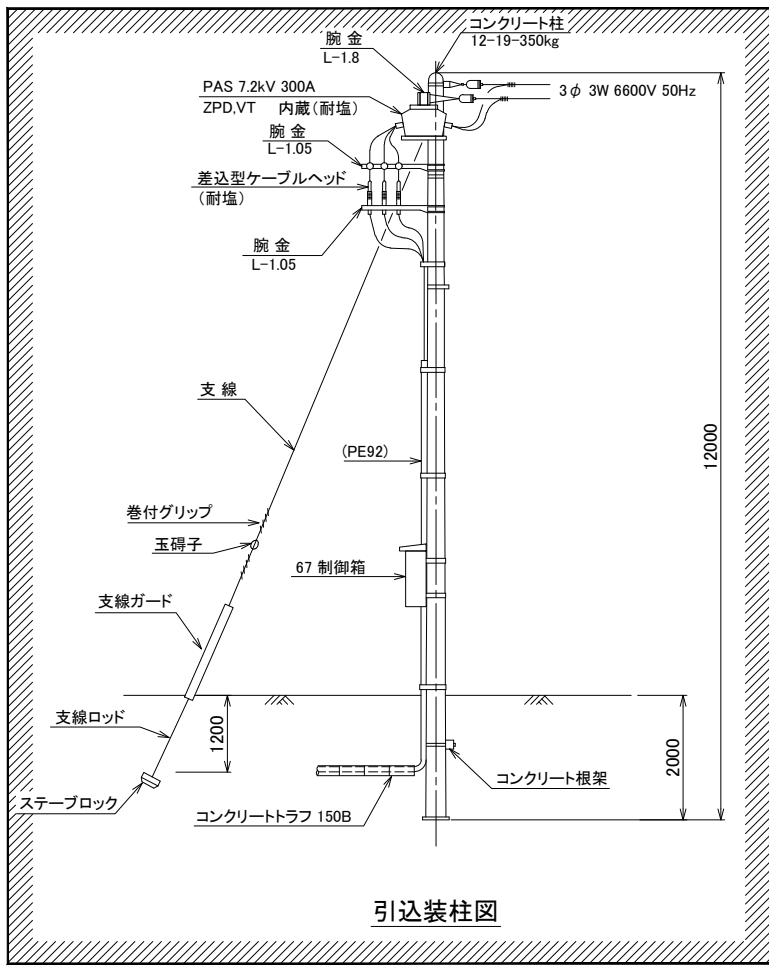 コンクリート柱
12-19-350kg
腕 金
L-1.8
PAS 7.2kV 300A
ZPD,VT 内蔵(耐塩)
3φ 3W 6600V 50Hz
腕 金
L-1.05
差込型ケーブルヘッド
(耐塩)
腕 金
L-1.05
支 線
(PE92)
12000
巻付グリップ
玉碍子
67 制御箱
支線ガード
支線ロッド
1200
2000
ステーブロック
コンクリートトラフ 150B
コンクリート根架
引込装柱図